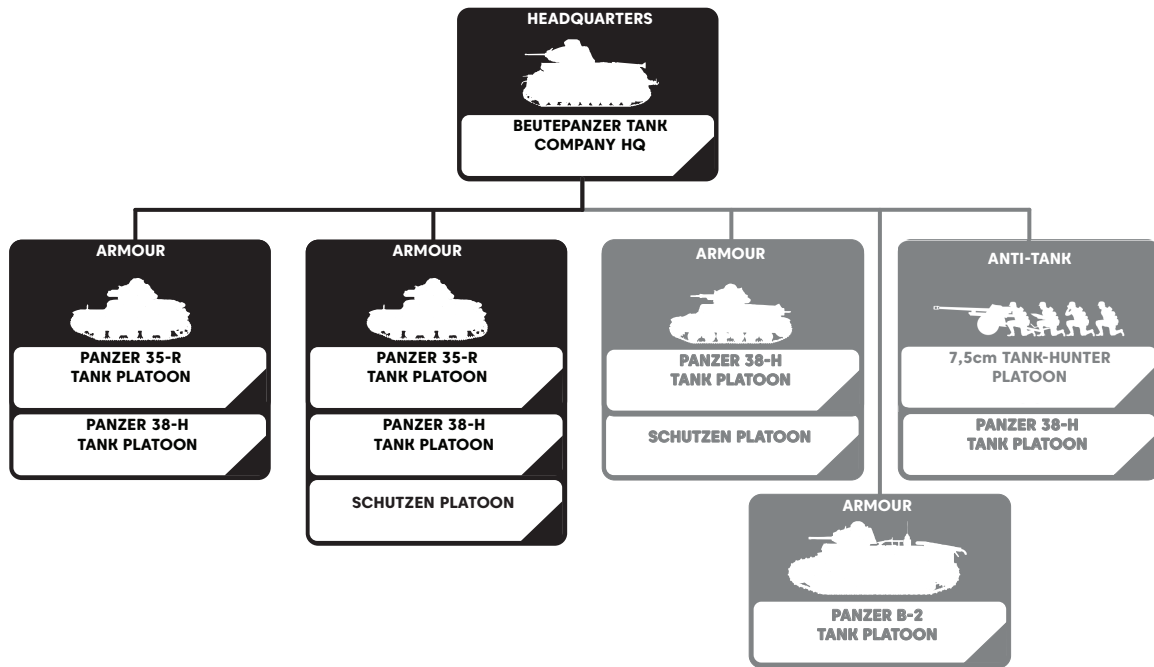 HEADQUARTERS
BEUTEPANZER TANK
COMPANY HQ
ARMOUR
PANZER 35-R
TANK PLATOON
PANZER 38-H
TANK PLATOON
ARMOUR
PANZER 35-R
TANK PLATOON
PANZER 38-H
TANK PLATOON
SCHUTZEN PLATOON
ARMOUR
PANZER 38-H
TANK PLATOON
SCHUTZEN PLATOON
ANTI-TANK
7,5cm TANK-HUNTER
PLATOON
PANZER 38-H
TANK PLATOON
ARMOUR
PANZER B-2
TANK PLATOON